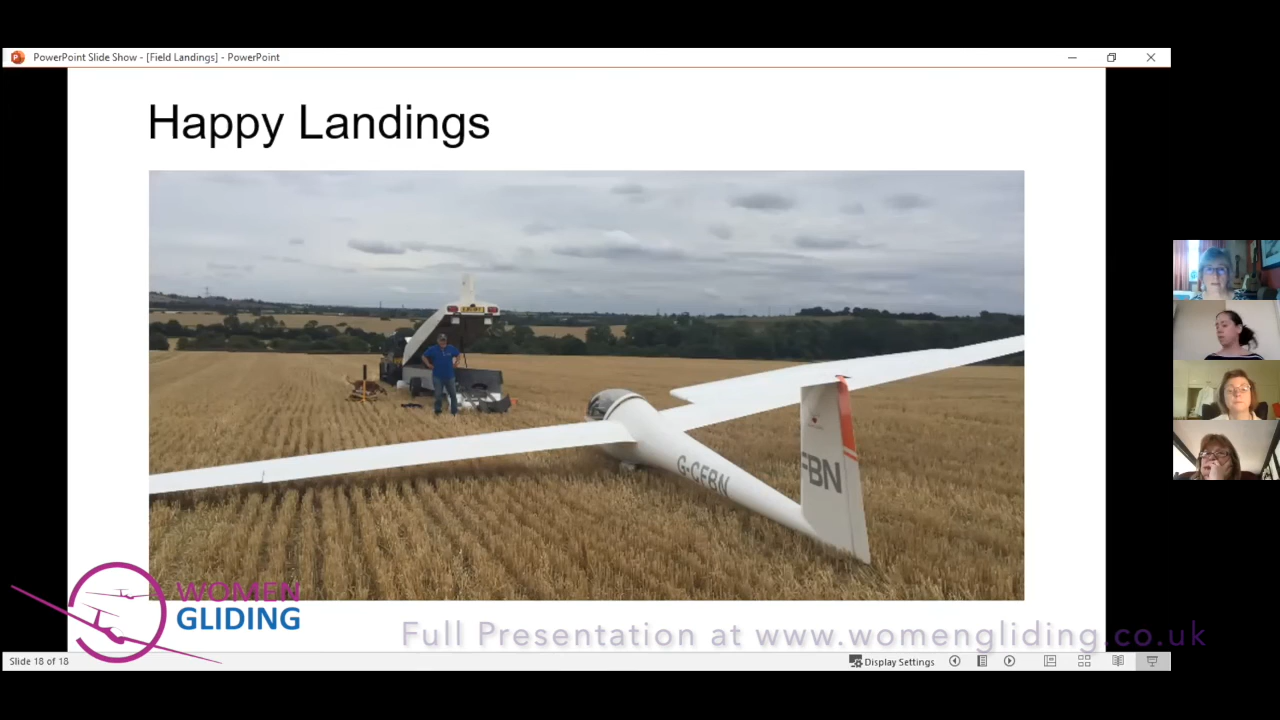 PowerPoint Slide Show - [Field Landings] - PowerPoint
Happy Landings
G-CFBN
FBN
WOMEN
GLIDING
Full Presentation at www.womengliding.co.uk
Slide 18 of 18
Display Settings